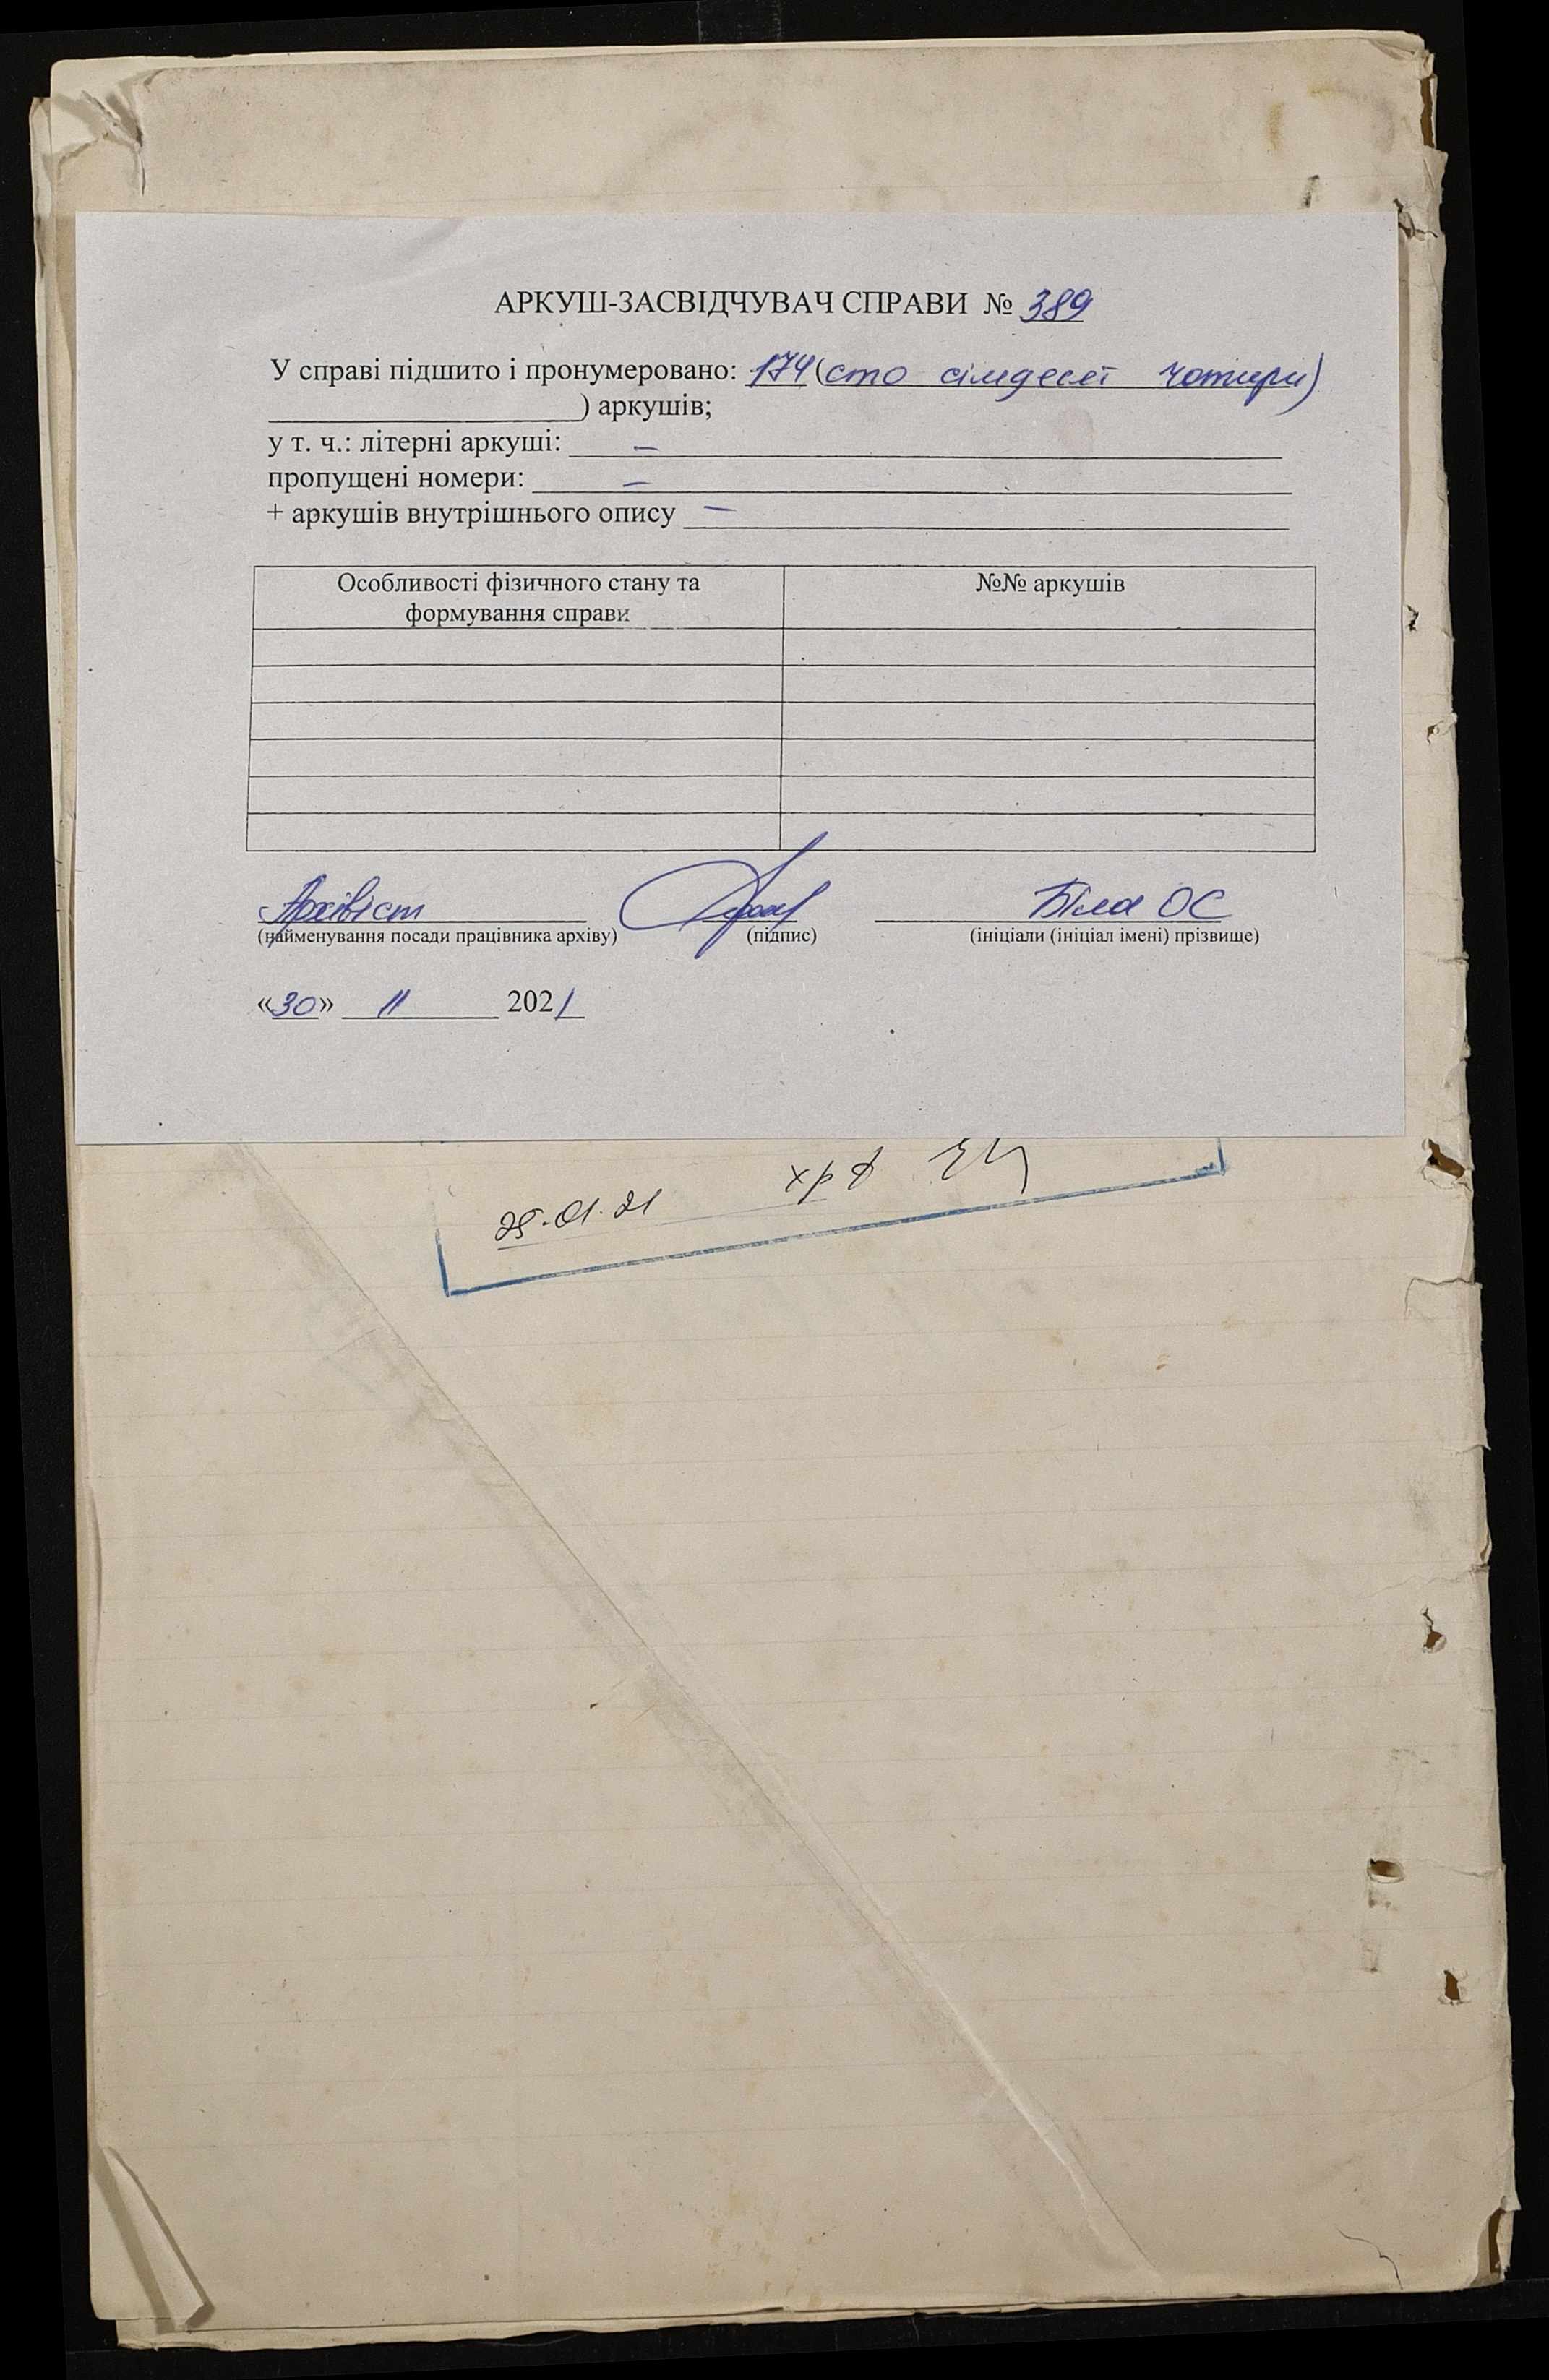 АРКУШ-ЗАСВІДЧУВАЧ СПРАВИ № 389
У справі підшито і пронумеровано: 174 (сто сімдесят чотири)
) аркушів;
у т. ч.: літерні аркуші: –
пропущені номери: –
+ аркушів внутрішнього опису –
Особливості фізичного стану та формування справи
№№ аркушів
Архівіст
Біла ОС
(найменування посади працівника архіву) (підпис) (ініціали (ініціал імені) прізвище)
«30» 11 2021
25.01.21